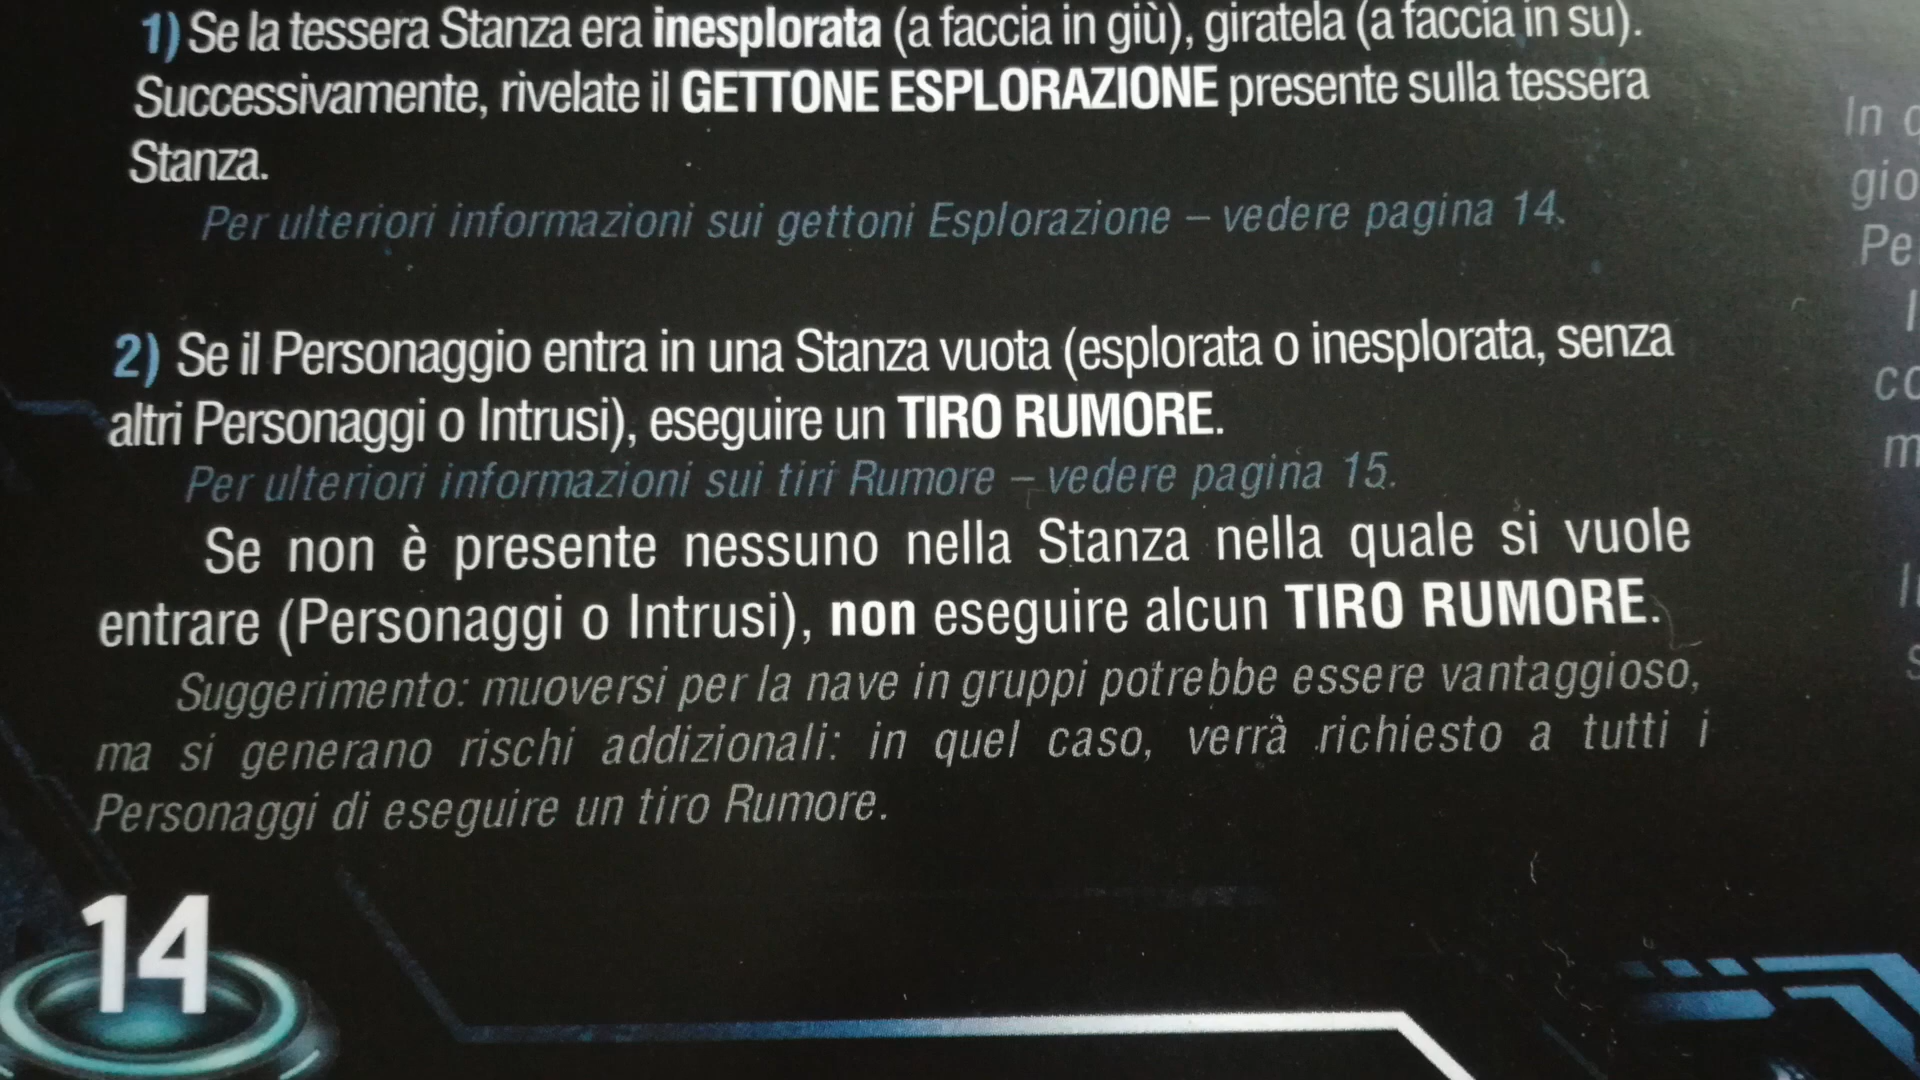 1) Se la tessera Stanza era inesplorata (a faccia in giù), giratela (a faccia in su).
Successivamente, rivelate il GETTONE ESPLORAZIONE presente sulla tessera
Stanza.
Per ulteriori informazioni sui gettoni Esplorazione – vedere pagina 14.
2) Se il Personaggio entra in una Stanza vuota (esplorata o inesplorata, senza
altri Personaggi o Intrusi), eseguire un TIRO RUMORE.
Per ulteriori informazioni sui tiri Rumore – vedere pagina 15.
Se non è presente nessuno nella Stanza nella quale si vuole
entrare (Personaggi o Intrusi), non eseguire alcun TIRO RUMORE.
Suggerimento: muoversi per la nave in gruppi potrebbe essere vantaggioso,
ma si generano rischi addizionali: in quel caso, verrà richiesto a tutti i
Personaggi di eseguire un tiro Rumore.
14
In
gio
Pe
co
m